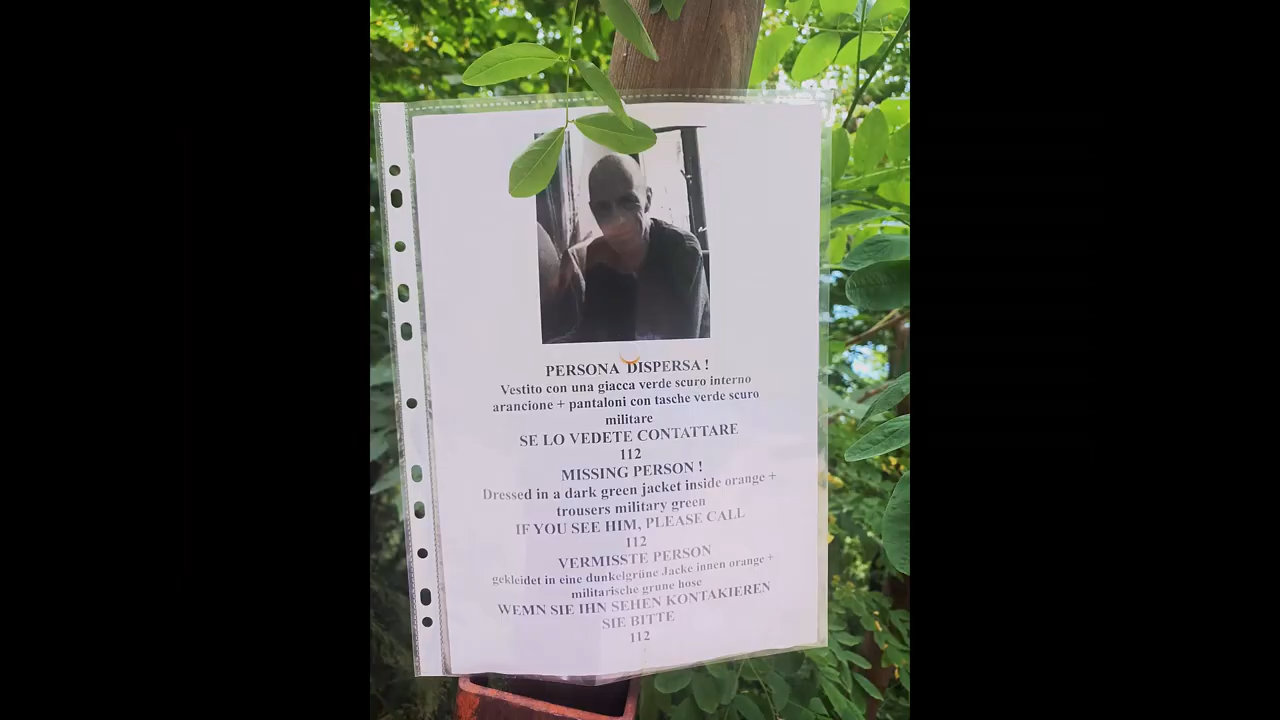 PERSONA DISPERSA !
Vestito con una giacca verde scuro interno
arancione + pantaloni con tasche verde scuro
militare
SE LO VEDETE CONTATTARE
112
MISSING PERSON !
Dressed in a dark green jacket inside orange +
trousers military green
IF YOU SEE HIM, PLEASE CALL
112
VERMISSTE PERSON
gekleidet in eine dunkelgrüne Jacke innen orange +
militarische grune hose
WEMN SIE IHN SEHEN KONTAKIEREN
SIE BITTE
112